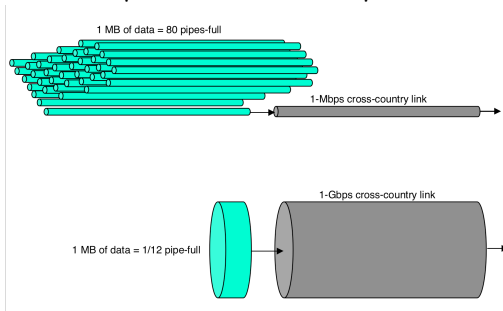 1 MB of data = 80 pipes-full
1-Mbps cross-country link
1-Gbps cross-country link
1 MB of data = 1/12 pipe-full